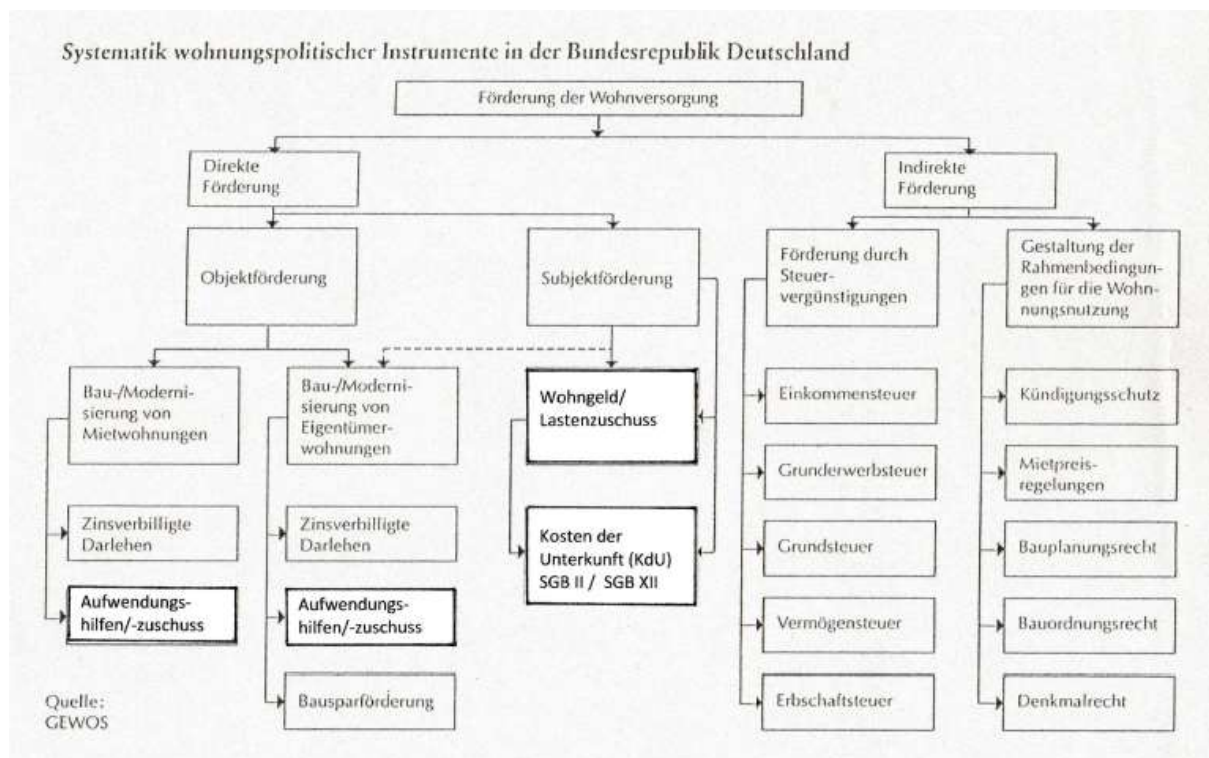 Systematik wohnungspolitischer Instrumente in der Bundesrepublik Deutschland
Förderung der Wohnversorgung
Direkte
Förderung
Indirekte
Förderung
Objektförderung
Subjektförderung
Förderung durch
Steuer-
vergünstigungen
Gestaltung der
Rahmenbedingun-
gen für die Woh-
nungsnutzung
Bau-/Moderni-
sierung von
Mietwohnungen
Zinsverbilligte
Darlehen
Aufwendungs-
hilfen/-zuschuss
Bau-/Moderni-
sierung von
Eigentümer-
wohnungen
Zinsverbilligte
Darlehen
Aufwendungs-
hilfen/-zuschuss
Bausparförderung
Wohngeld/
Lastenzuschuss
Kosten der
Unterkunft (KdU)
SGB II / SGB XII
Einkommensteuer
Grunderwerbsteuer
Grundsteuer
Vermögensteuer
Erbschaftsteuer
Kündigungsschutz
Mietpreis-
regelungen
Bauplanungsrecht
Bauordnungsrecht
Denkmalrecht
Quelle:
GEWOS